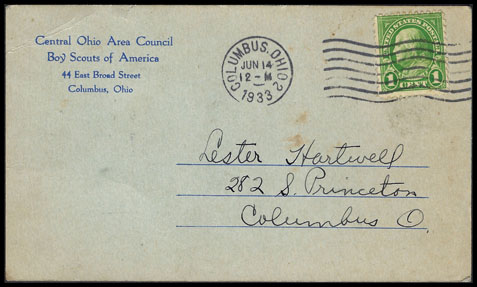 Central Ohio Area Council
Boy Scouts of America
44 East Broad Street
Columbus, Ohio
COLUMBUS, OHIO 2
JUN 14
12-M
1933
UNITED STATES POSTAGE
1 CENT 1
Lester Hartwell
282 S. Princeton
Columbus O.